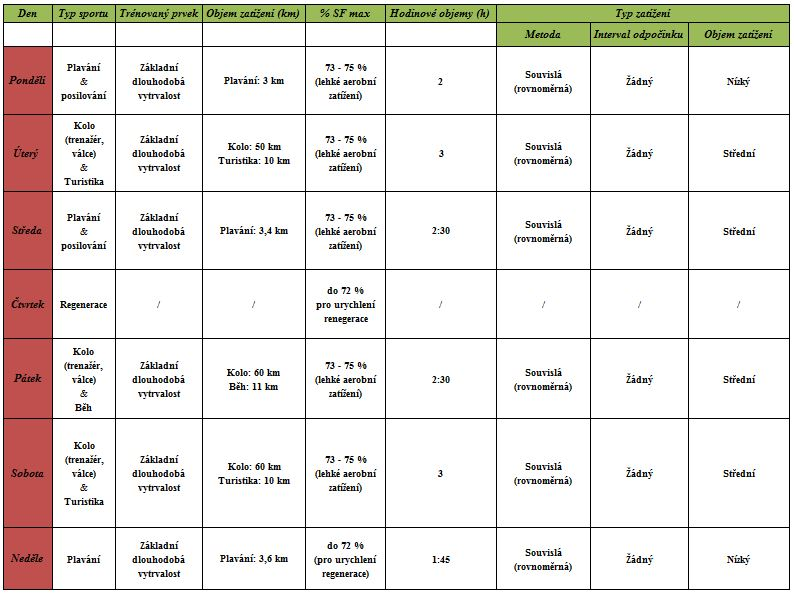 Den Typ sportu Trénovaný prvek Objem zatížení (km) % SF max Hodinové objemy (h) Typ zatížení
Metoda Interval odpočinku Objem zatížení
Pondělí
Plavání
&
posilování
Základní
dlouhodobá
vytrvalost
Plavání: 3 km
73 - 75 %
(lehké aerobní
zatížení)
2
Souvislá
(rovnoměrná)
Žádný
Nízký
Úterý
Kolo
(trenažér,
válce)
&
Turistika
Základní
dlouhodobá
vytrvalost
Kolo: 50 km
Turistika: 10 km
73 - 75 %
(lehké aerobní
zatížení)
3
Souvislá
(rovnoměrná)
Žádný
Střední
Středa
Plavání
&
posilování
Základní
dlouhodobá
vytrvalost
Plavání: 3,4 km
73 - 75 %
(lehké aerobní
zatížení)
2:30
Souvislá
(rovnoměrná)
Žádný
Střední
Čtvrtek
Regenerace
/
/
do 72 %
pro urychlení
renegerace
/
/
/
/
Pátek
Kolo
(trenažér,
válce)
&
Běh
Základní
dlouhodobá
vytrvalost
Kolo: 60 km
Běh: 11 km
73 - 75 %
(lehké aerobní
zatížení)
2:30
Souvislá
(rovnoměrná)
Žádný
Střední
Sobota
Kolo
(trenažér,
válce)
&
Turistika
Základní
dlouhodobá
vytrvalost
Kolo: 60 km
Turistika: 10 km
73 - 75 %
(lehké aerobní
zatížení)
3
Souvislá
(rovnoměrná)
Žádný
Střední
Neděle
Plavání
Základní
dlouhodobá
vytrvalost
Plavání: 3,6 km
do 72 %
(pro urychlení
regenerace)
1:45
Souvislá
(rovnoměrná)
Žádný
Nízký